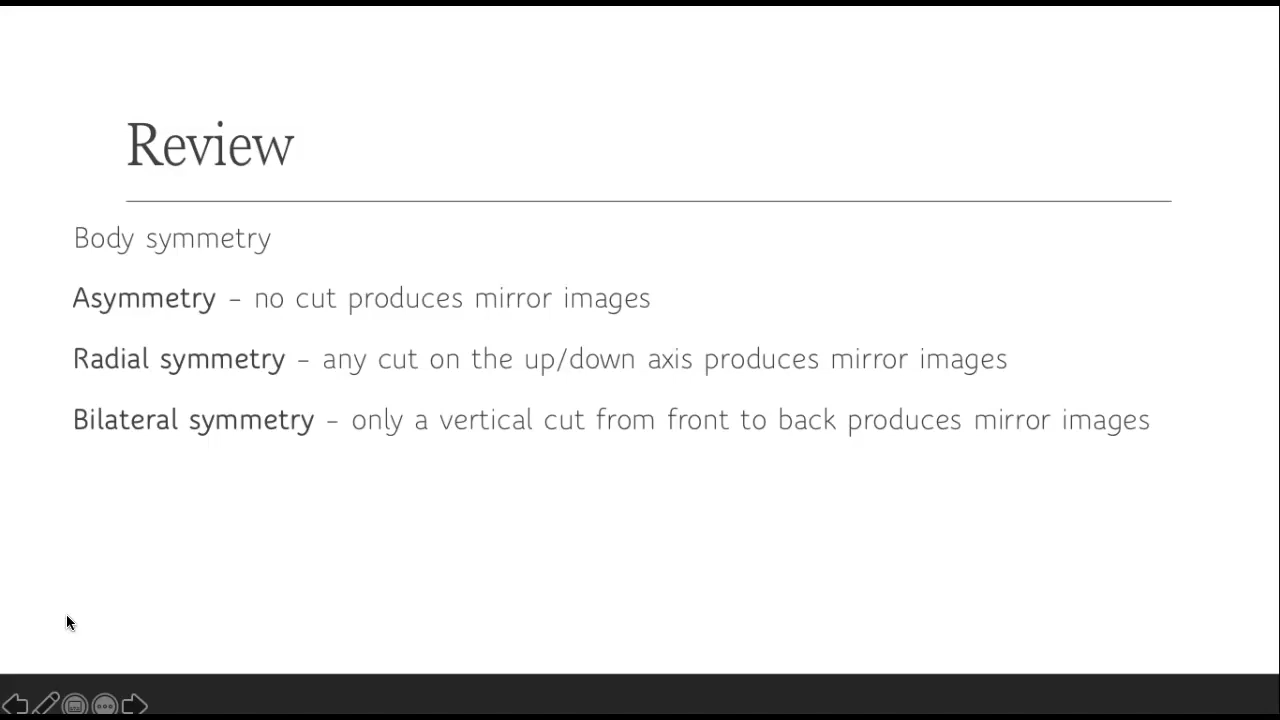 Review
Body symmetry
Asymmetry – no cut produces mirror images
Radial symmetry – any cut on the up/down axis produces mirror images
Bilateral symmetry – only a vertical cut from front to back produces mirror images